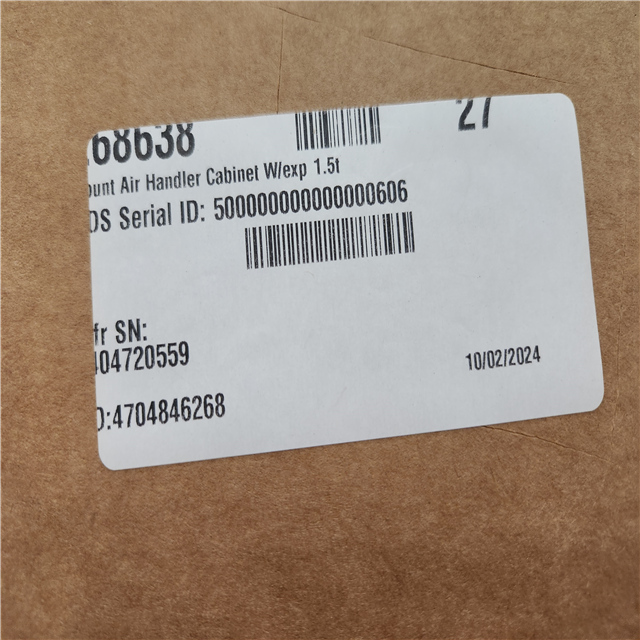 68638 27
ount Air Handler Cabinet W/exp 1.5t
DS Serial ID: 5000000000000000606
fr SN:
404720559
10/02/2024
D:4704846268